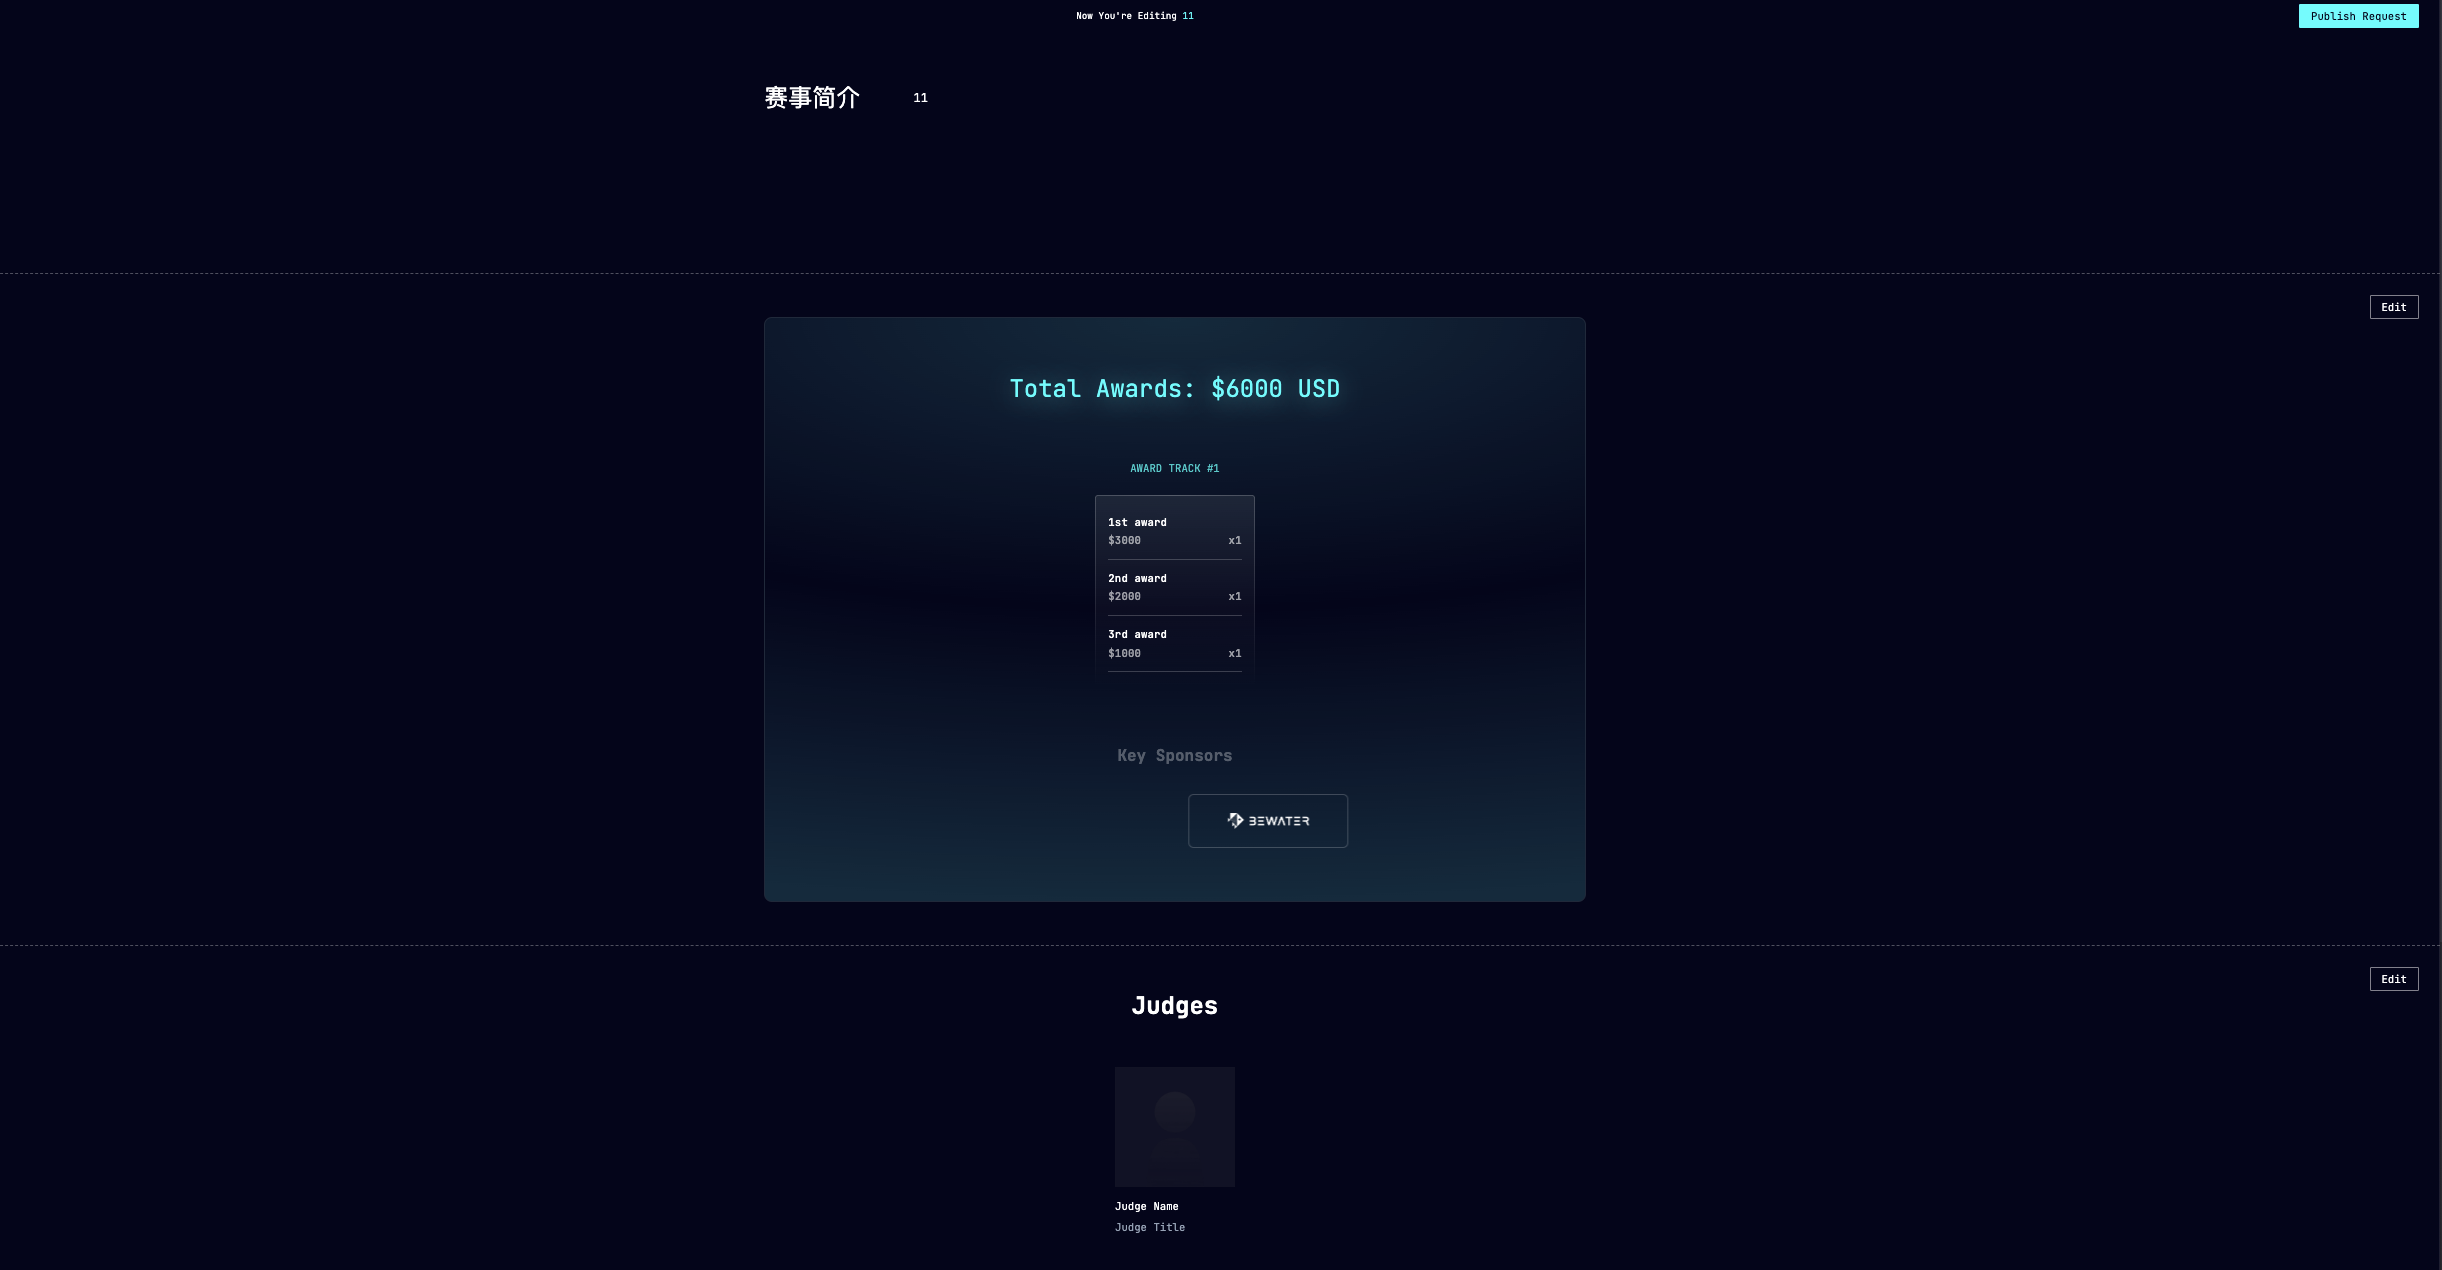 Now You're Editing 11
Publish Request
赛事简介
11
Edit
Total Awards: $6000 USD
AWARD TRACK #1
1st award
$3000 x1
2nd award
$2000 x1
3rd award
$1000 x1
Key Sponsors
BEWATER
Edit
Judges
Judge Name
Judge Title